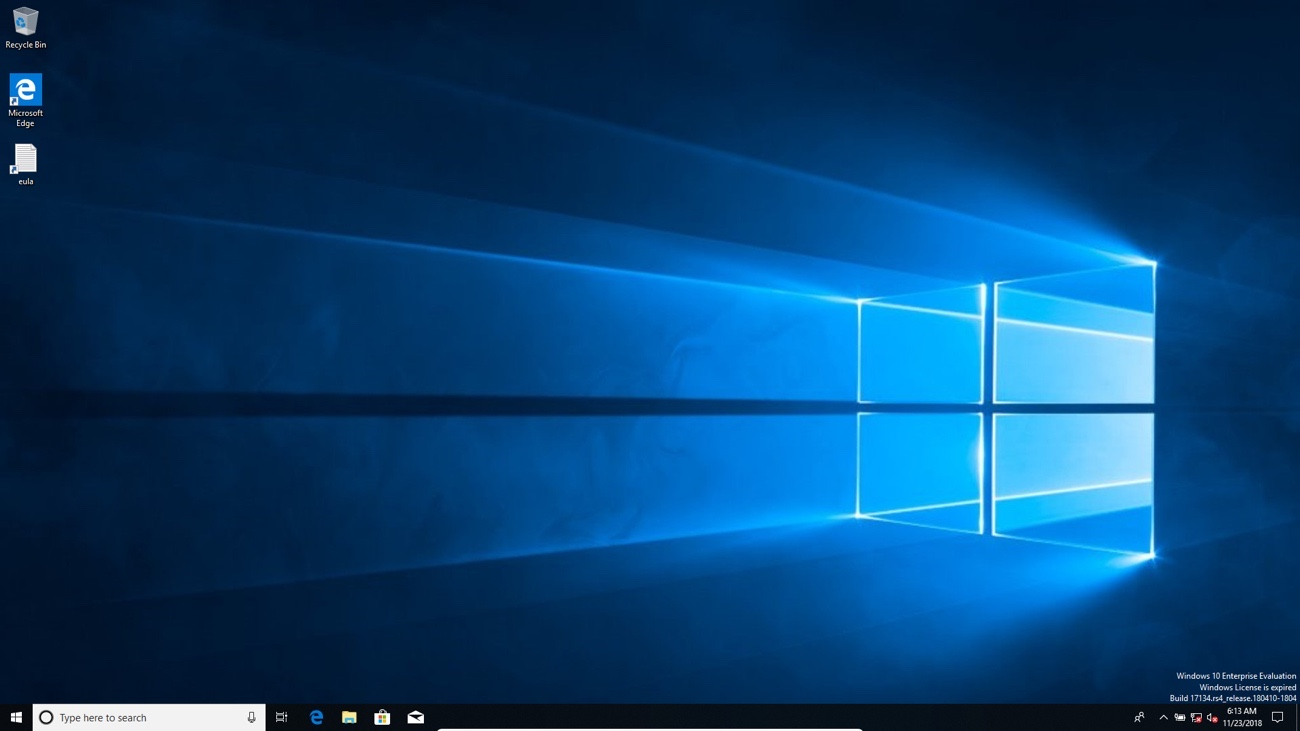 Recycle Bin
Microsoft
Edge
eula
Windows 10 Enterprise Evaluation
Windows License is expired
Build 17134.rs4_release.180410-1804
Type here to search
6:13 AM
11/23/2018